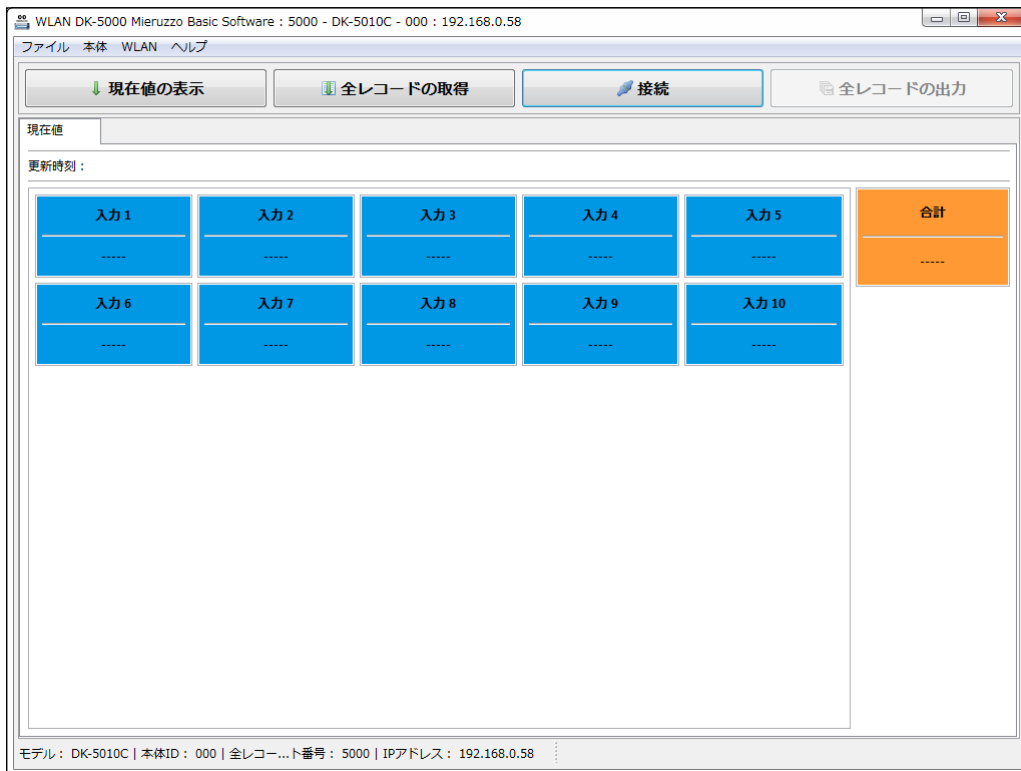 WLAN DK-5000 Mieruzzo Basic Software : 5000 - DK-5010C - 000 : 192.168.0.58
ファイル 本体 WLAN ヘルプ
現在値の表示 全レコードの取得 接続 全レコードの出力
現在値
更新時刻：
入力 1 入力 2 入力 3 入力 4 入力 5 合計
----- ----- ----- ----- ----- -----
入力 6 入力 7 入力 8 入力 9 入力 10
----- ----- ----- ----- -----
モデル： DK-5010C | 本体ID： 000 | 全レコー...ト番号： 5000 | IPアドレス： 192.168.0.58